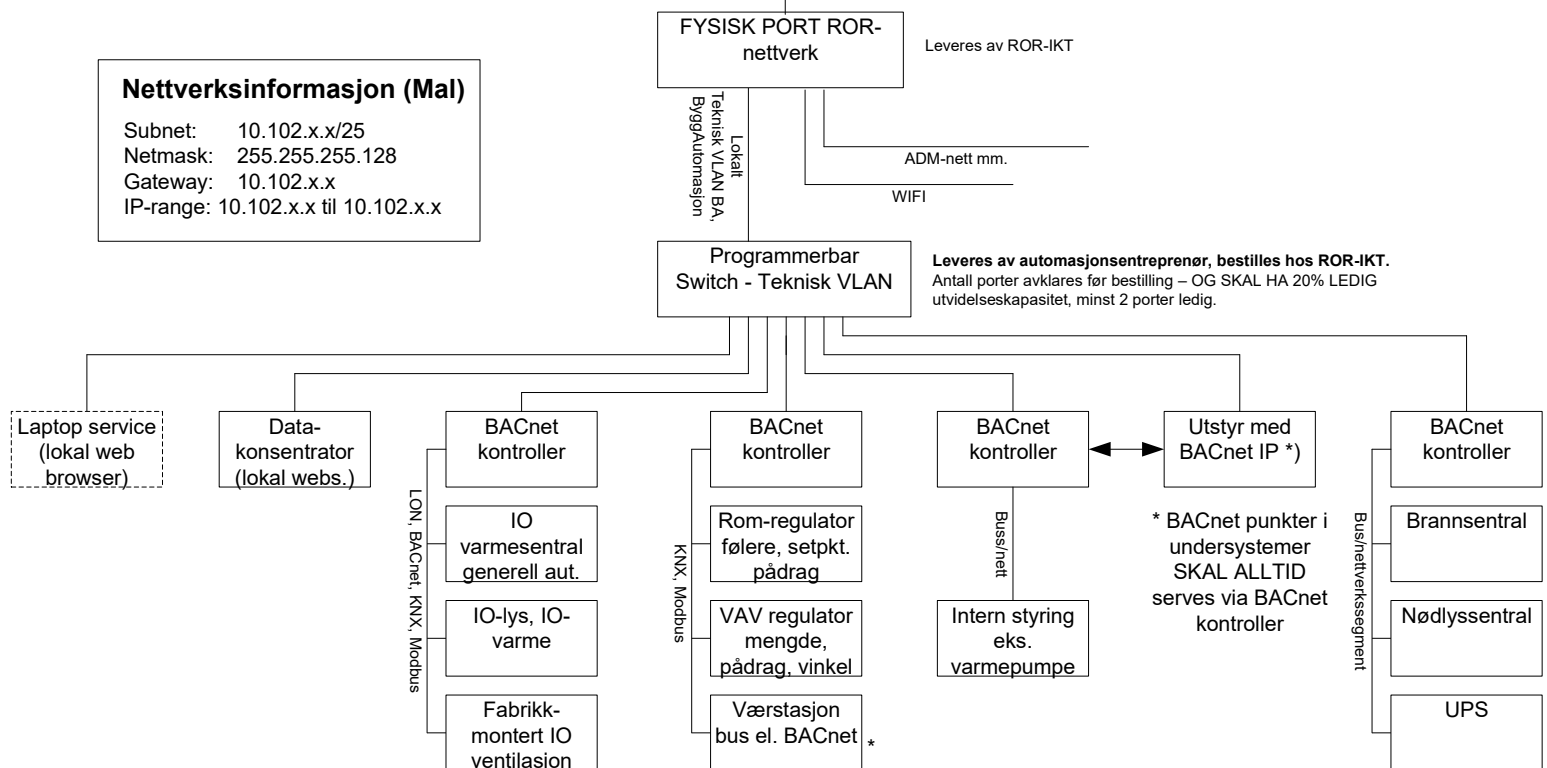 FYSISK PORT ROR-
nettverk
Leveres av ROR-IKT
Nettverksinformasjon (Mal)
Subnet: 10.102.x.x/25
Netmask: 255.255.255.128
Gateway: 10.102.x.x
IP-range: 10.102.x.x til 10.102.x.x
Lokalt
Teknisk VLAN BA,
ByggAutomasjon
ADM-nett mm.
WIFI
Programmerbar
Switch - Teknisk VLAN
Leveres av automasjonsentreprenør, bestilles hos ROR-IKT.
Antall porter avklares før bestilling – OG SKAL HA 20% LEDIG
utvidelseskapasitet, minst 2 porter ledig.
Laptop service
(lokal web
browser)
Data-
konsentrator
(lokal webs.)
BACnet
kontroller
LON, BACnet, KNX, Modbus
IO
varmesentral
generell aut.
IO-lys, IO-
varme
Fabrikk-
montert IO
ventilasjon
BACnet
kontroller
KNX, Modbus
Rom-regulator
følere, setpkt.
pådrag
VAV regulator
mengde,
pådrag, vinkel
Værstasjon
bus el. BACnet *
BACnet
kontroller
Buss/nett
Intern styring
eks.
varmepumpe
Utstyr med
BACnet IP *)
* BACnet punkter i
undersystemer
SKAL ALLTID
serves via BACnet
kontroller
BACnet
kontroller
Bus/nettverkssegment
Brannsentral
Nødlyssentral
UPS